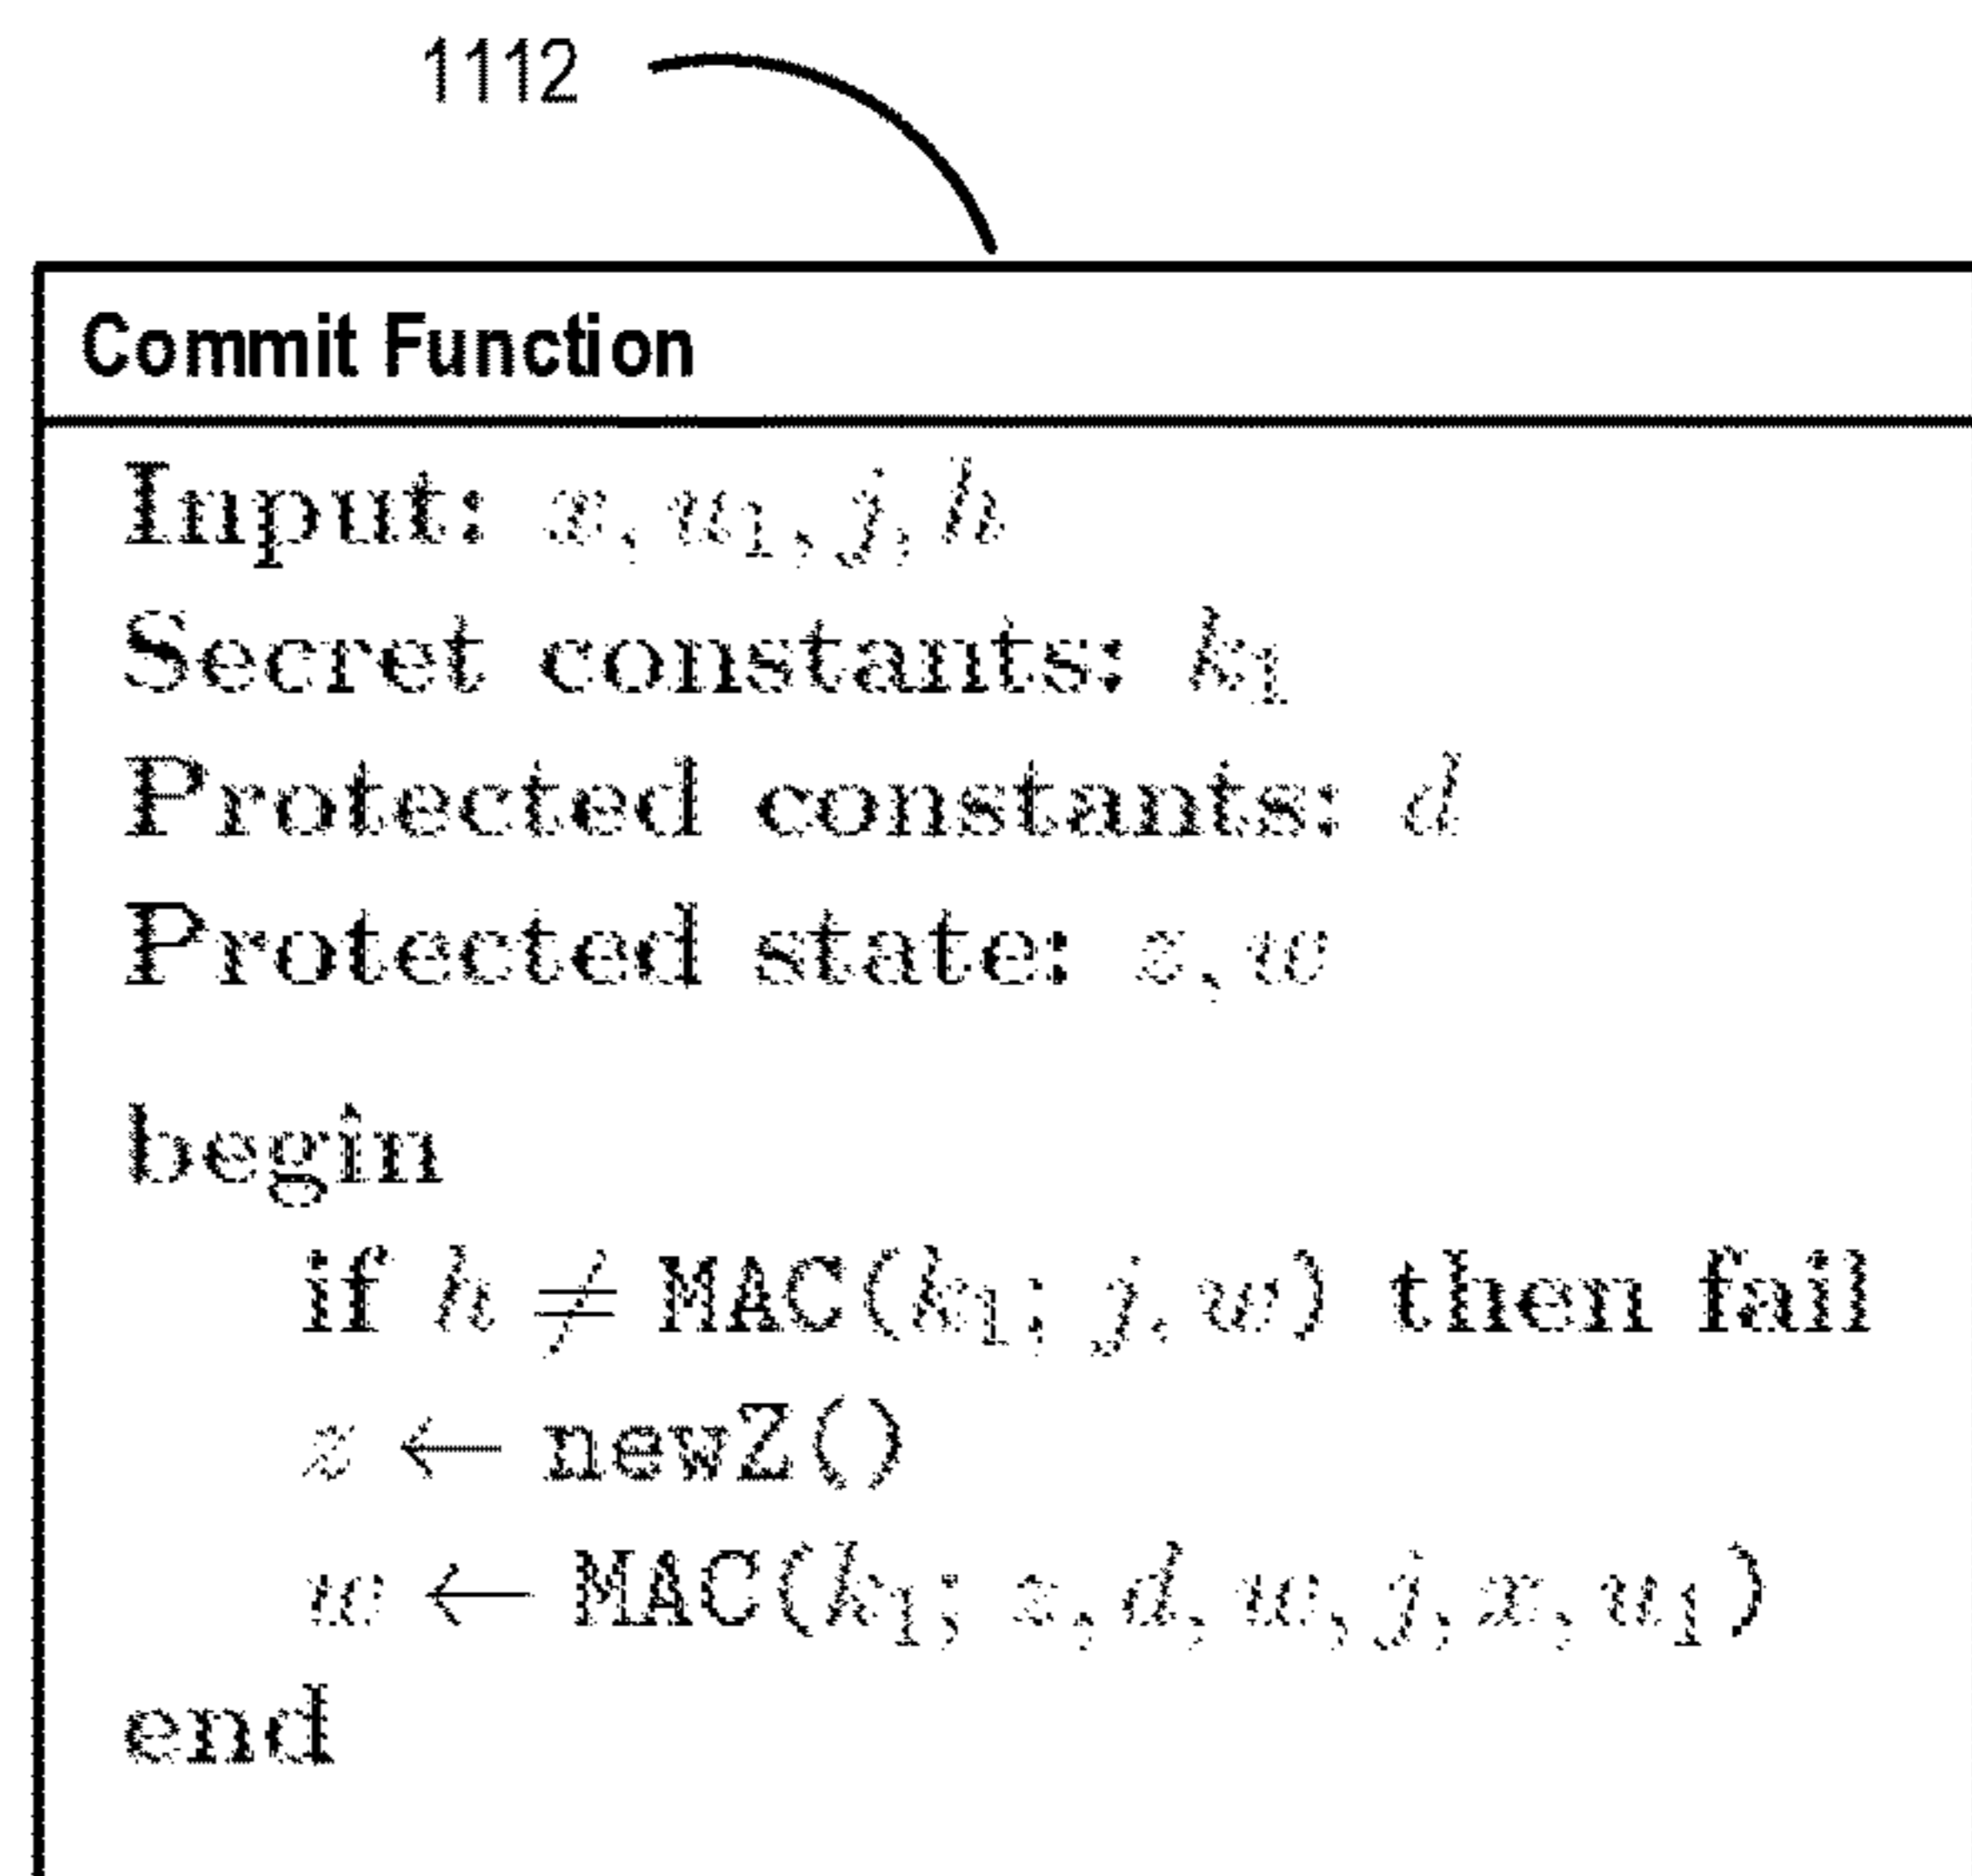 1112
Commit Function
Input: x, u₁, j, h
Secret constants: k₁
Protected constants: d
Protected state: z, w
begin
if h ≠ MAC(k₁; j, w) then fail
z ← newZ()
w ← MAC(k₁; z, d, w, j, x, u₁)
end